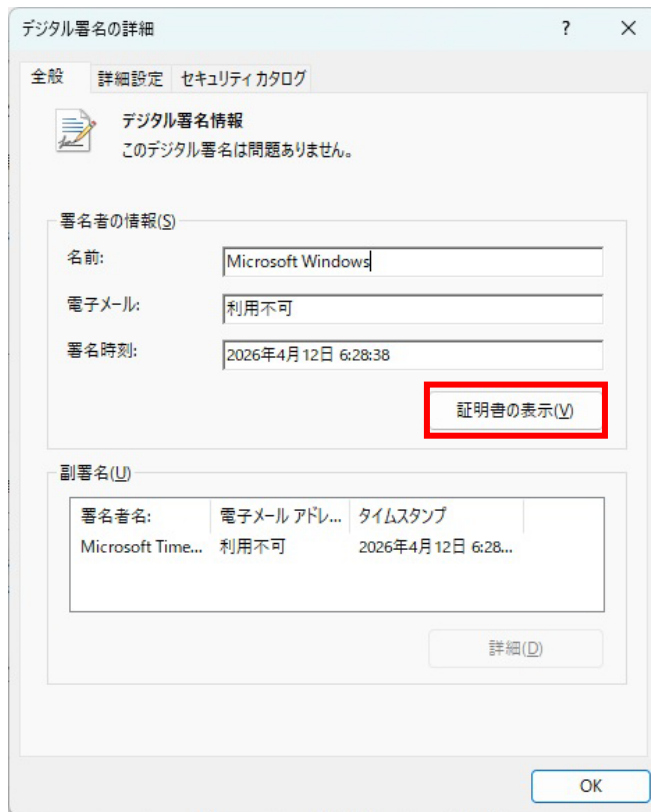 デジタル署名の詳細
全般 詳細設定 セキュリティ カタログ
デジタル署名情報
このデジタル署名は問題ありません。
署名者の情報(S)
名前: Microsoft Windows
電子メール: 利用不可
署名時刻: 2026年4月12日 6:28:38
証明書の表示(V)
副署名(U)
署名者名: 電子メール アドレ... タイムスタンプ
Microsoft Time... 利用不可 2026年4月12日 6:28...
詳細(D)
OK